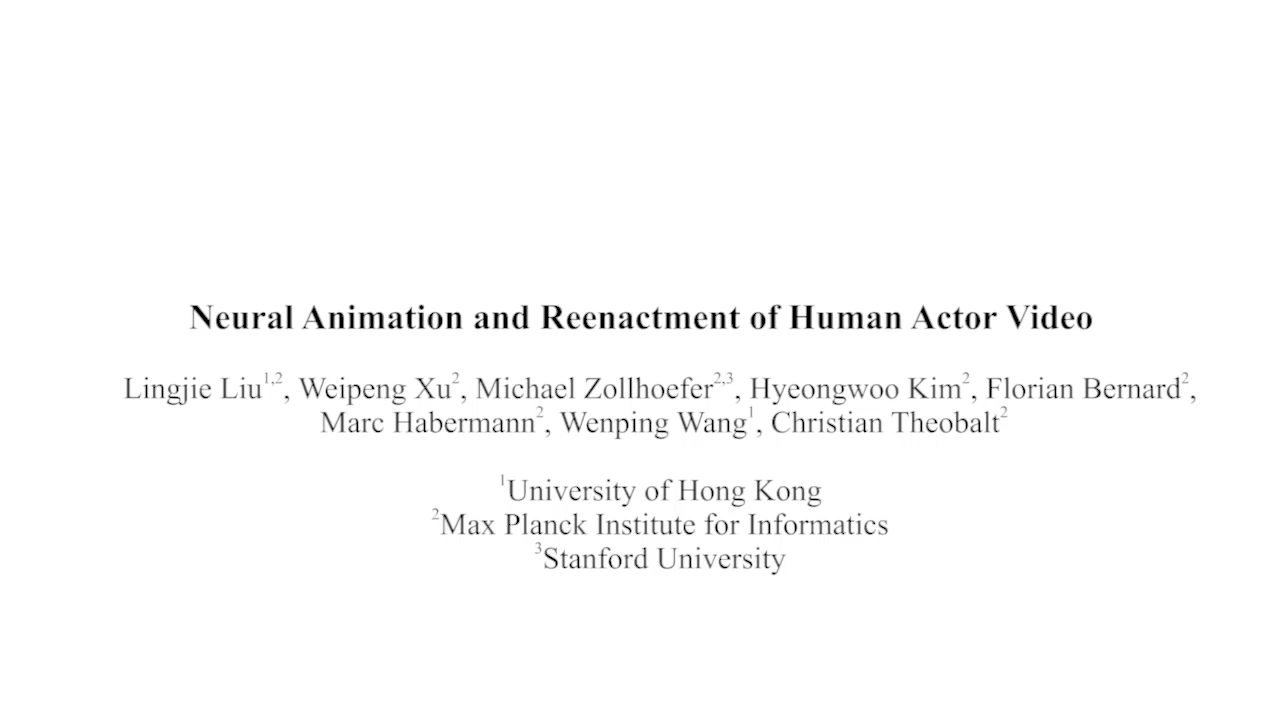 Neural Animation and Reenactment of Human Actor Video
Lingjie Liu1,2, Weipeng Xu2, Michael Zollhoefer2,3, Hyeongwoo Kim2, Florian Bernard2,
Marc Habermann2, Wenping Wang1, Christian Theobalt2
1University of Hong Kong
2Max Planck Institute for Informatics
3Stanford University